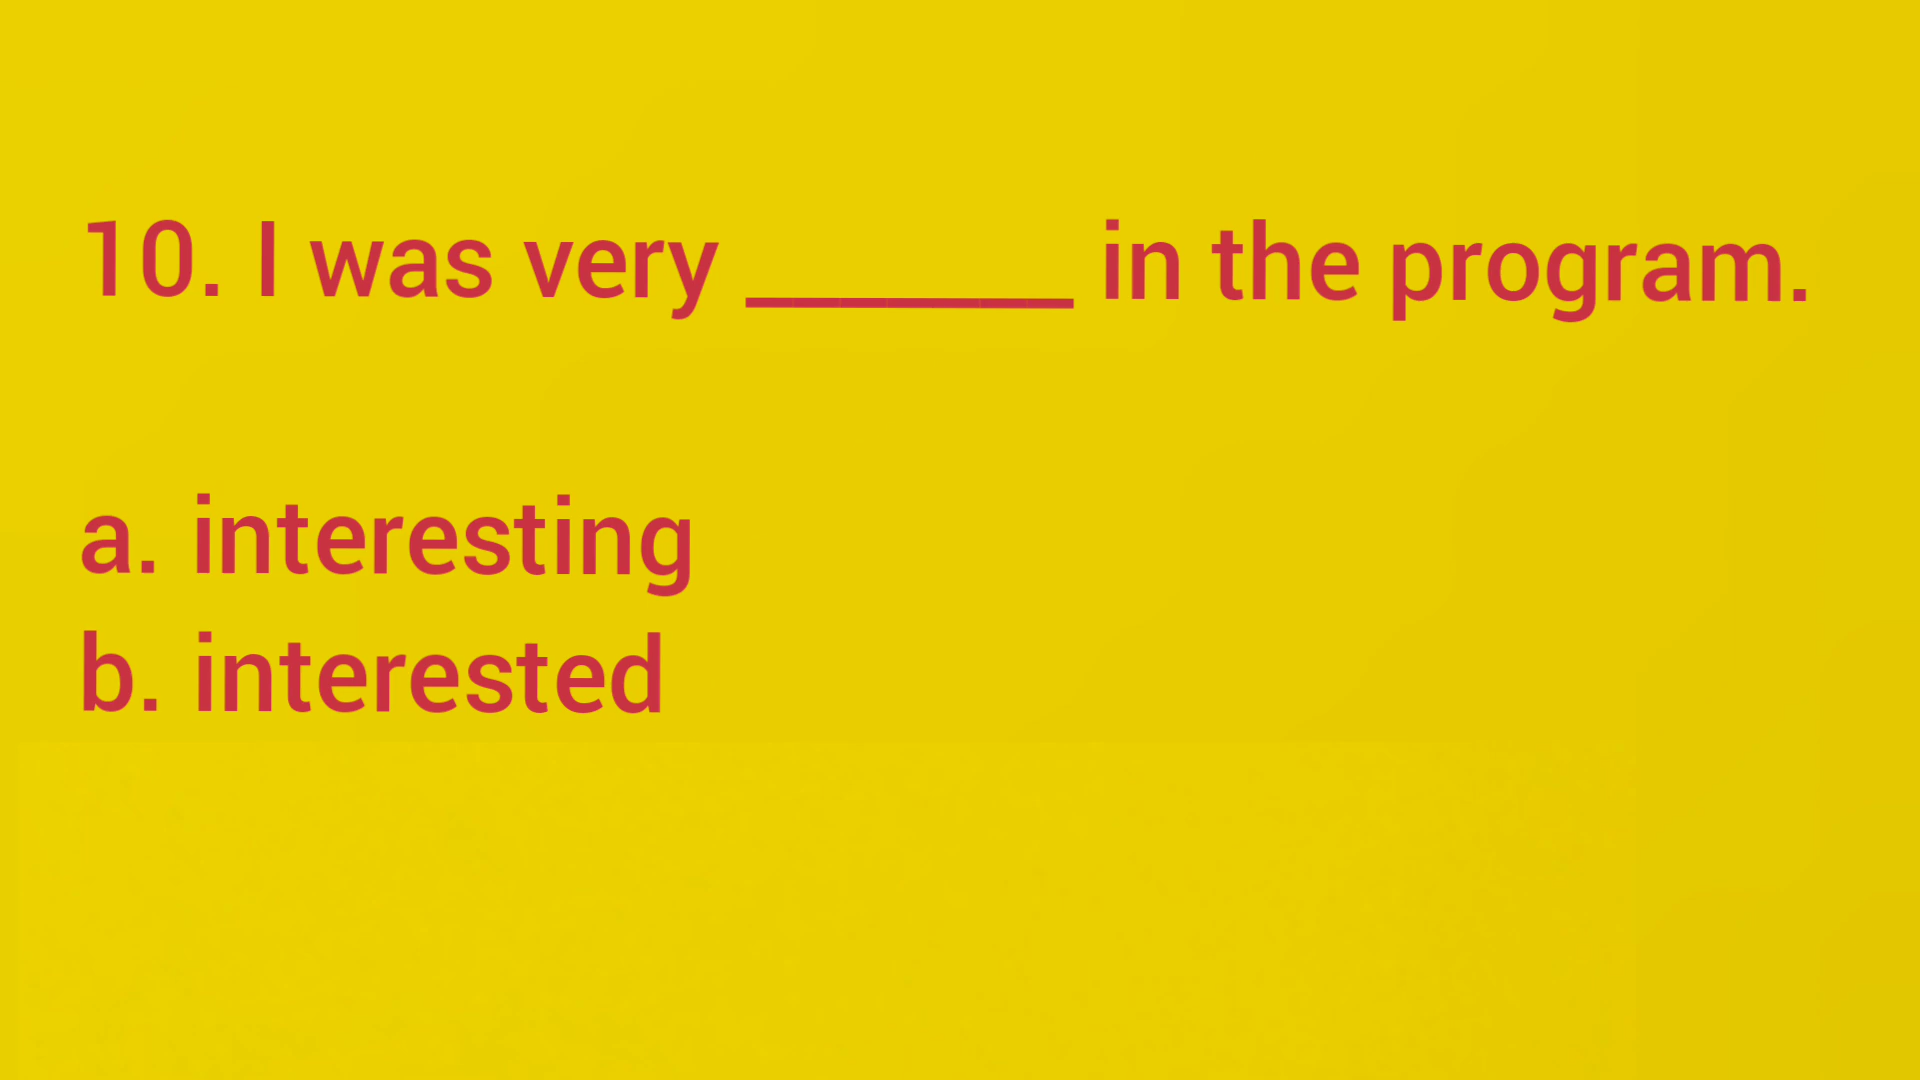 10. I was very _______ in the program.
a. interesting
b. interested